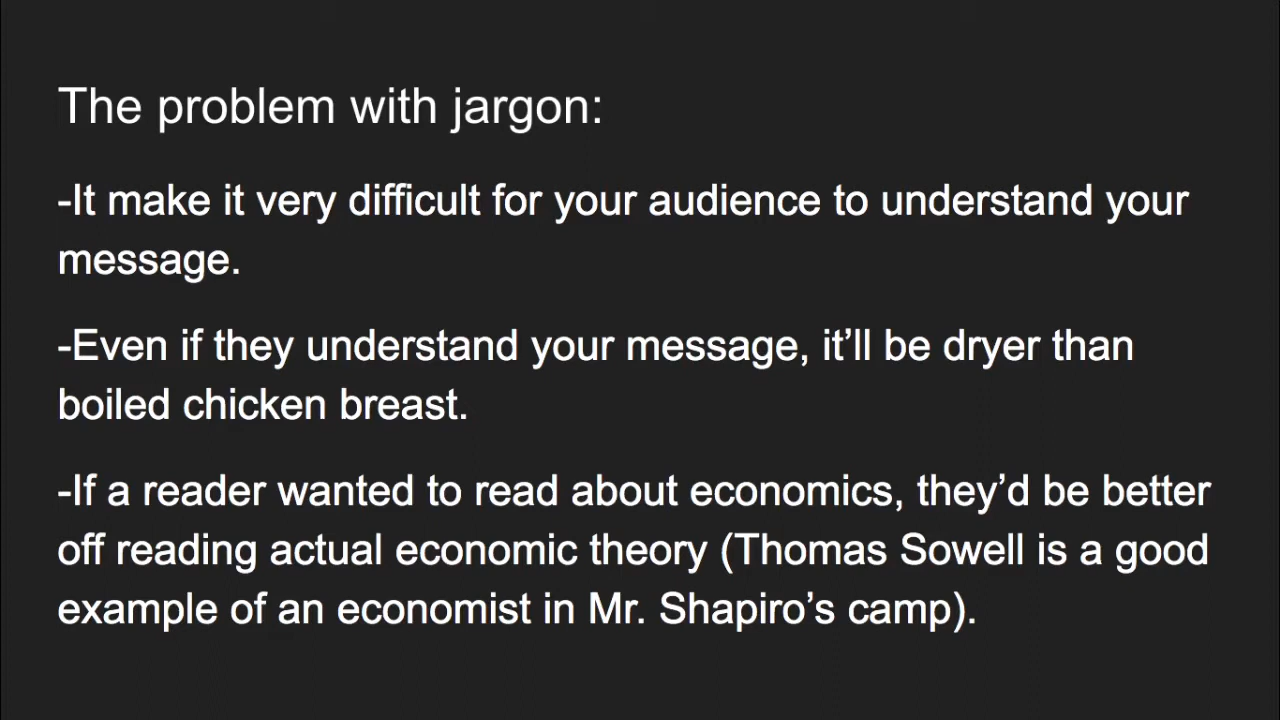 The problem with jargon:
-It make it very difficult for your audience to understand your
message.
-Even if they understand your message, it’ll be dryer than
boiled chicken breast.
-If a reader wanted to read about economics, they’d be better
off reading actual economic theory (Thomas Sowell is a good
example of an economist in Mr. Shapiro’s camp).